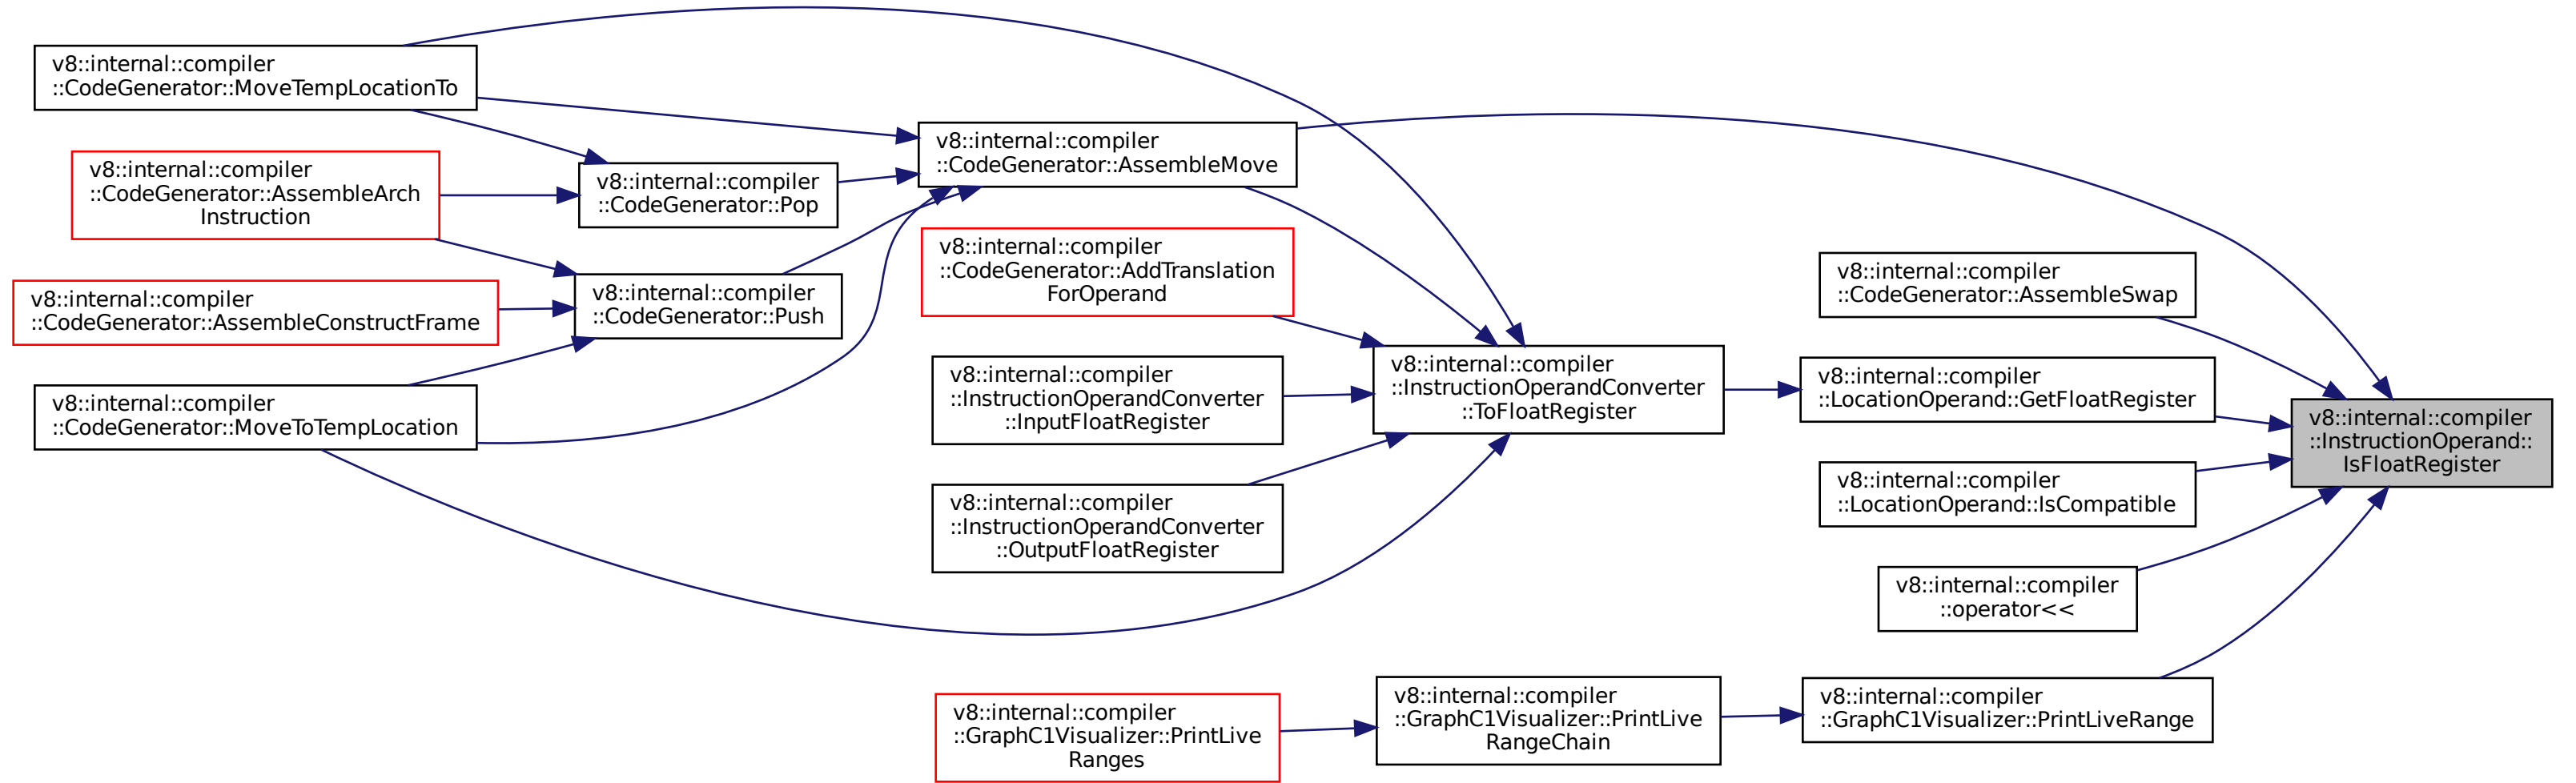 v8::internal::compiler
::CodeGenerator::MoveTempLocationTo
v8::internal::compiler
::CodeGenerator::AssembleArch
Instruction
v8::internal::compiler
::CodeGenerator::AssembleConstructFrame
v8::internal::compiler
::CodeGenerator::MoveToTempLocation
v8::internal::compiler
::CodeGenerator::Pop
v8::internal::compiler
::CodeGenerator::Push
v8::internal::compiler
::CodeGenerator::AssembleMove
v8::internal::compiler
::CodeGenerator::AddTranslation
ForOperand
v8::internal::compiler
::InstructionOperandConverter
::InputFloatRegister
v8::internal::compiler
::InstructionOperandConverter
::OutputFloatRegister
v8::internal::compiler
::GraphC1Visualizer::PrintLive
Ranges
v8::internal::compiler
::InstructionOperandConverter
::ToFloatRegister
v8::internal::compiler
::GraphC1Visualizer::PrintLive
RangeChain
v8::internal::compiler
::CodeGenerator::AssembleSwap
v8::internal::compiler
::LocationOperand::GetFloatRegister
v8::internal::compiler
::LocationOperand::IsCompatible
v8::internal::compiler
::operator<<
v8::internal::compiler
::GraphC1Visualizer::PrintLiveRange
v8::internal::compiler
::InstructionOperand::
IsFloatRegister